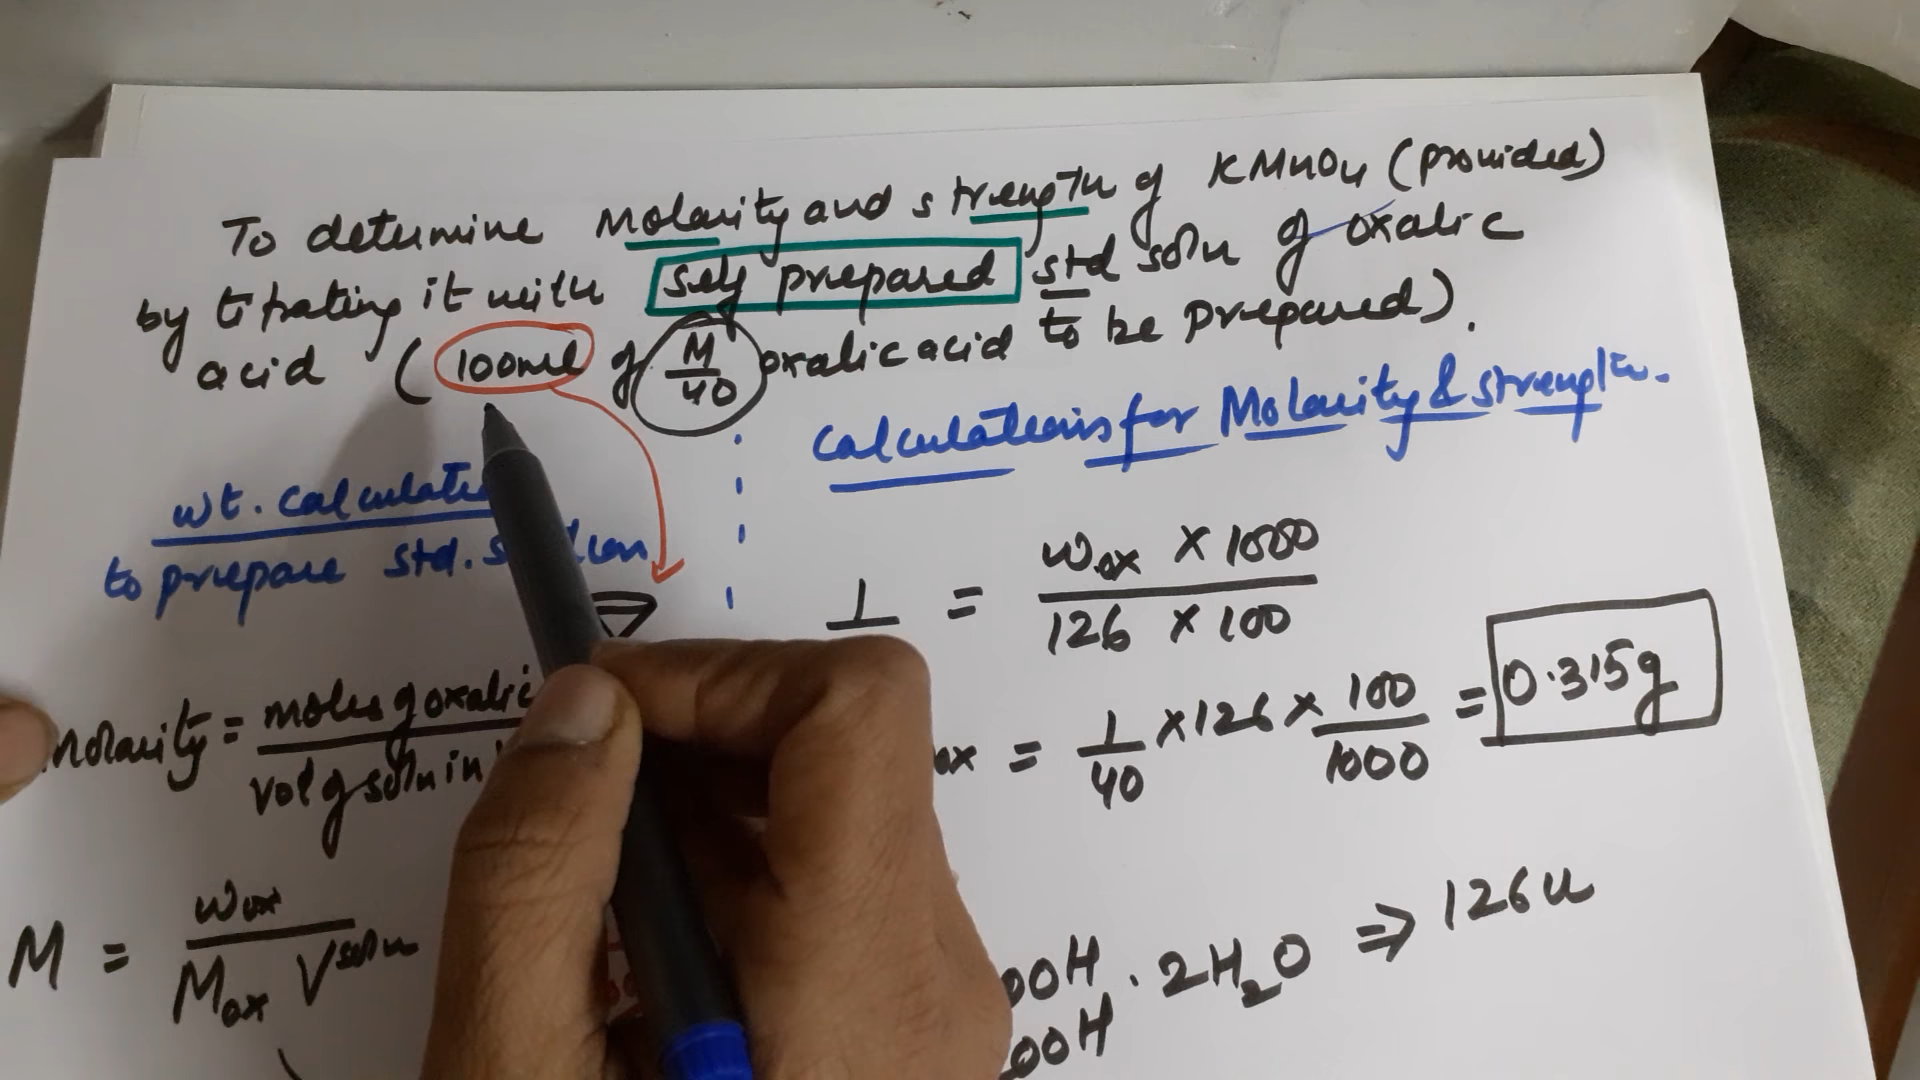 To determine Molarity and strength of KMnO4 (provided)
by titrating it with self prepared std soln of oxalic
acid (100ml of M/40 oxalic acid to be prepared).
wt. calculati
to prepare std. s
Calculations for Molarity & strength.
1 = Wox × 1000 / 126 × 100
ox = 1/40 × 126 × 100/1000 = 0.315g
Molarity = moles of oxalic / vol of soln in
M = Wox / Mox Vsoln
OOH . 2H2O ⇒ 126u
OOH